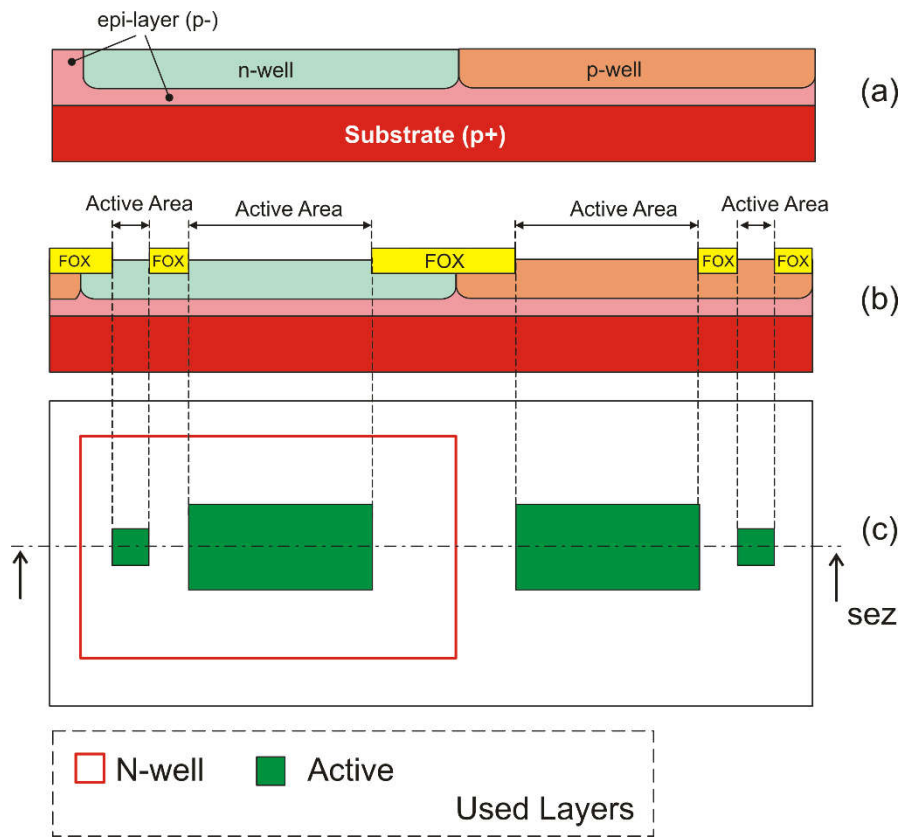 epi-layer (p-)
n-well
p-well
(a)
Substrate (p+)
Active Area
Active Area
Active Area
Active Area
FOX
FOX
FOX
FOX
FOX
(b)
(c)
sez
N-well
Active
Used Layers